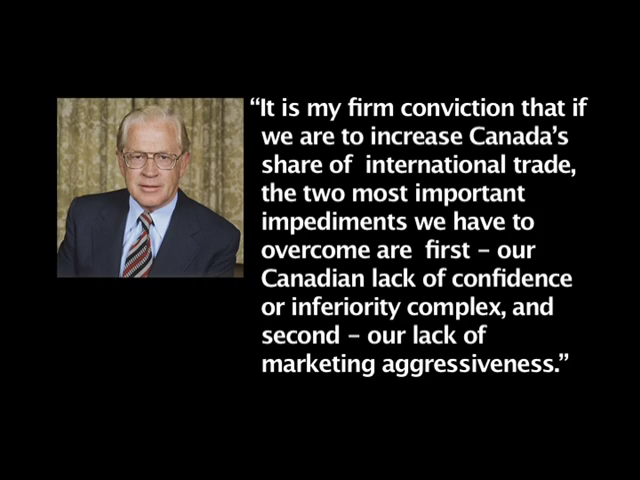 “It is my firm conviction that if
we are to increase Canada’s
share of  international trade,
the two most important
impediments we have to
overcome are  first – our
Canadian lack of confidence
or inferiority complex, and
second – our lack of
marketing aggressiveness.”